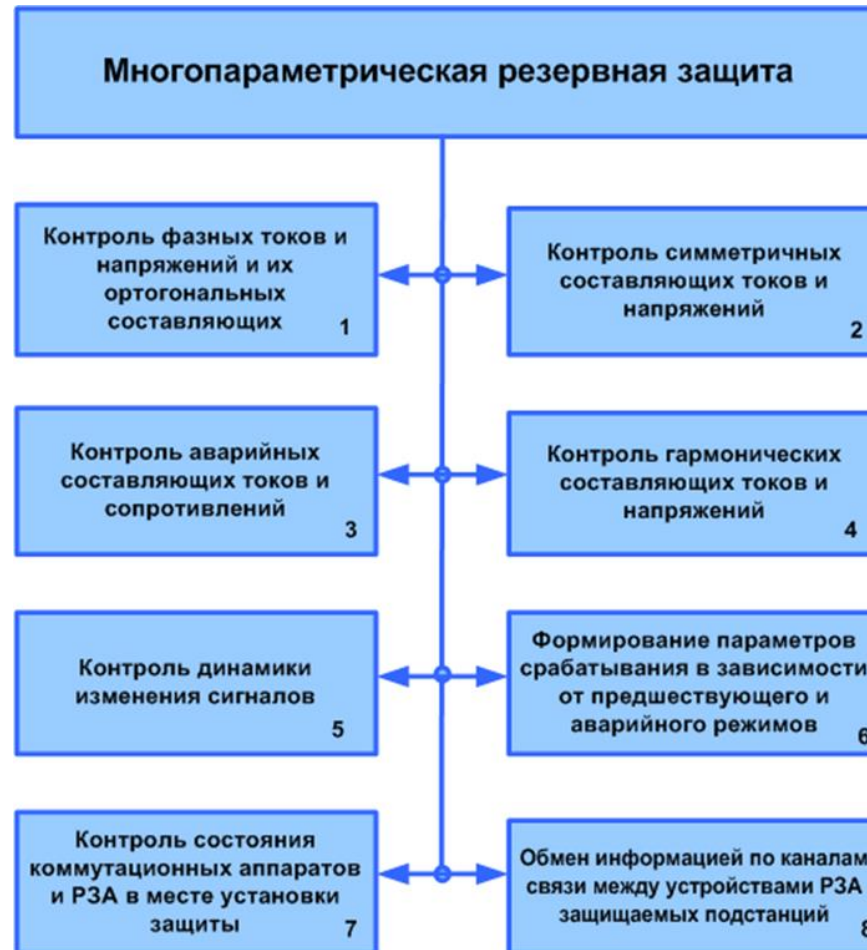 Многопараметрическая резервная защита
Контроль фазных токов и
напряжений и их
ортогональных
составляющих
1
Контроль симметричных
составляющих токов и
напряжений
2
Контроль аварийных
составляющих токов и
сопротивлений
3
Контроль гармонических
составляющих токов и
напряжений
4
Контроль динамики
изменения сигналов
5
Формирование параметров
срабатывания в зависимости
от предшествующего и
аварийного режимов
6
Контроль состояния
коммутационных аппаратов
и РЗА в месте установки
защиты
7
Обмен информацией по каналам
связи между устройствами РЗА
защищаемых подстанций
8